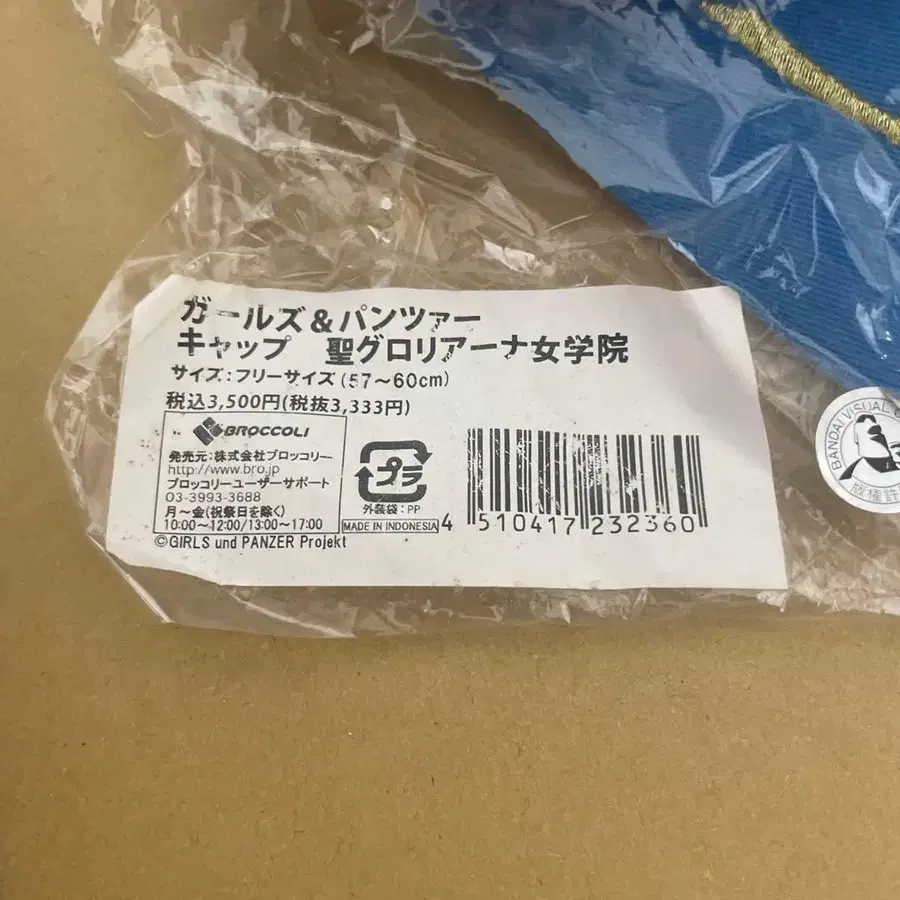 ガールズ&パンツァー
キャップ 聖グロリアーナ女学院
サイズ:フリーサイズ(57~60cm)
税込3,500円(税抜3,333円)
BROCCOLI
発売元:株式会社ブロッコリー
http://www.bro.jp
ブロッコリーユーザーサポート
03-3993-3688
月~金(祝祭日を除く)
10:00~12:00/13:00~17:00
プラ
外装袋:PP
MADE IN INDONESIA
4 510417 232360
©GIRLS und PANZER Projekt
BANDAI VISUAL
版権許